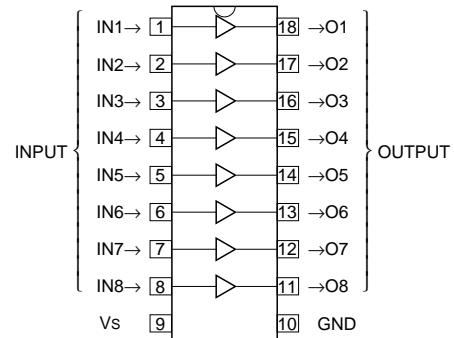 IN1→ 1 18 →O1
IN2→ 2 17 →O2
IN3→ 3 16 →O3
IN4→ 4 15 →O4
INPUT OUTPUT
IN5→ 5 14 →O5
IN6→ 6 13 →O6
IN7→ 7 12 →O7
IN8→ 8 11 →O8
Vs 9 10 GND